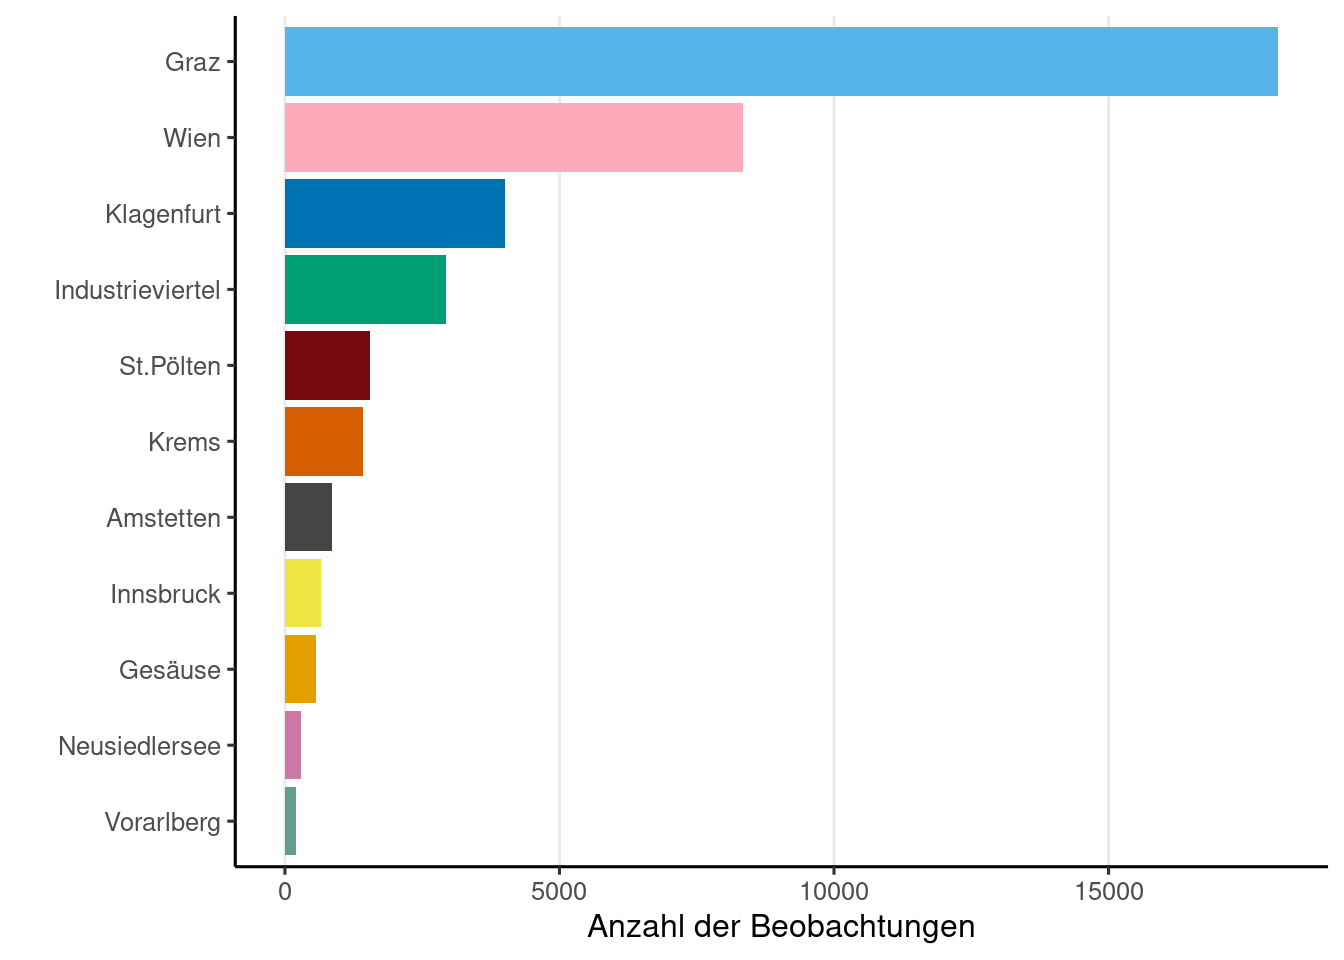 Graz
Wien
Klagenfurt
Industrieviertel
St.Pölten
Krems
Amstetten
Innsbruck
Gesäuse
Neusiedlersee
Vorarlberg
0 5000 10000 15000
Anzahl der Beobachtungen